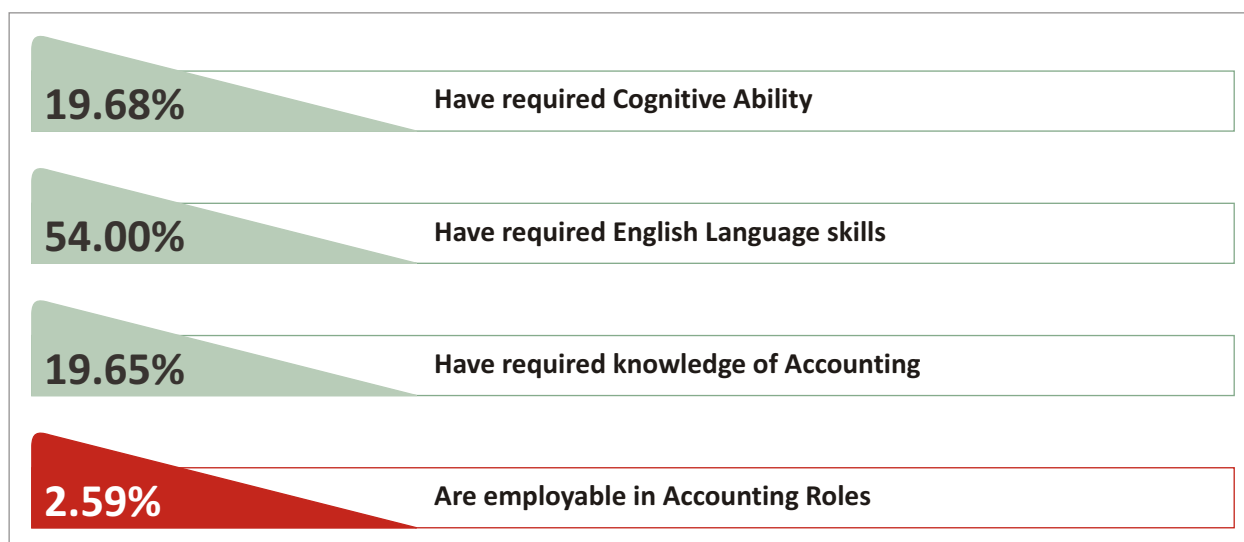 19.68% Have required Cognitive Ability
54.00% Have required English Language skills
19.65% Have required knowledge of Accounting
2.59% Are employable in Accounting Roles